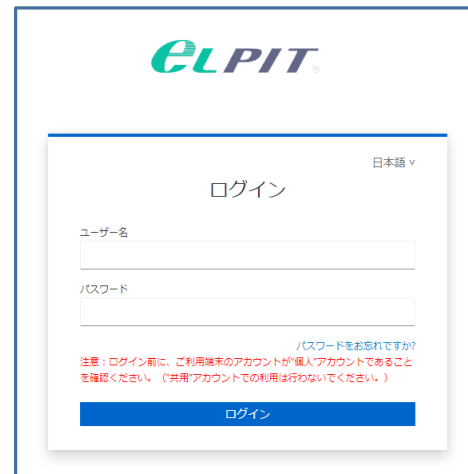 eLPIT®
日本語 ˅
ログイン
ユーザー名
パスワード
パスワードをお忘れですか?
注意：ログイン前に、ご利用端末のアカウントが"個人"アカウントであること
を確認ください。（"共用"アカウントでの利用は行わないでください。）
ログイン